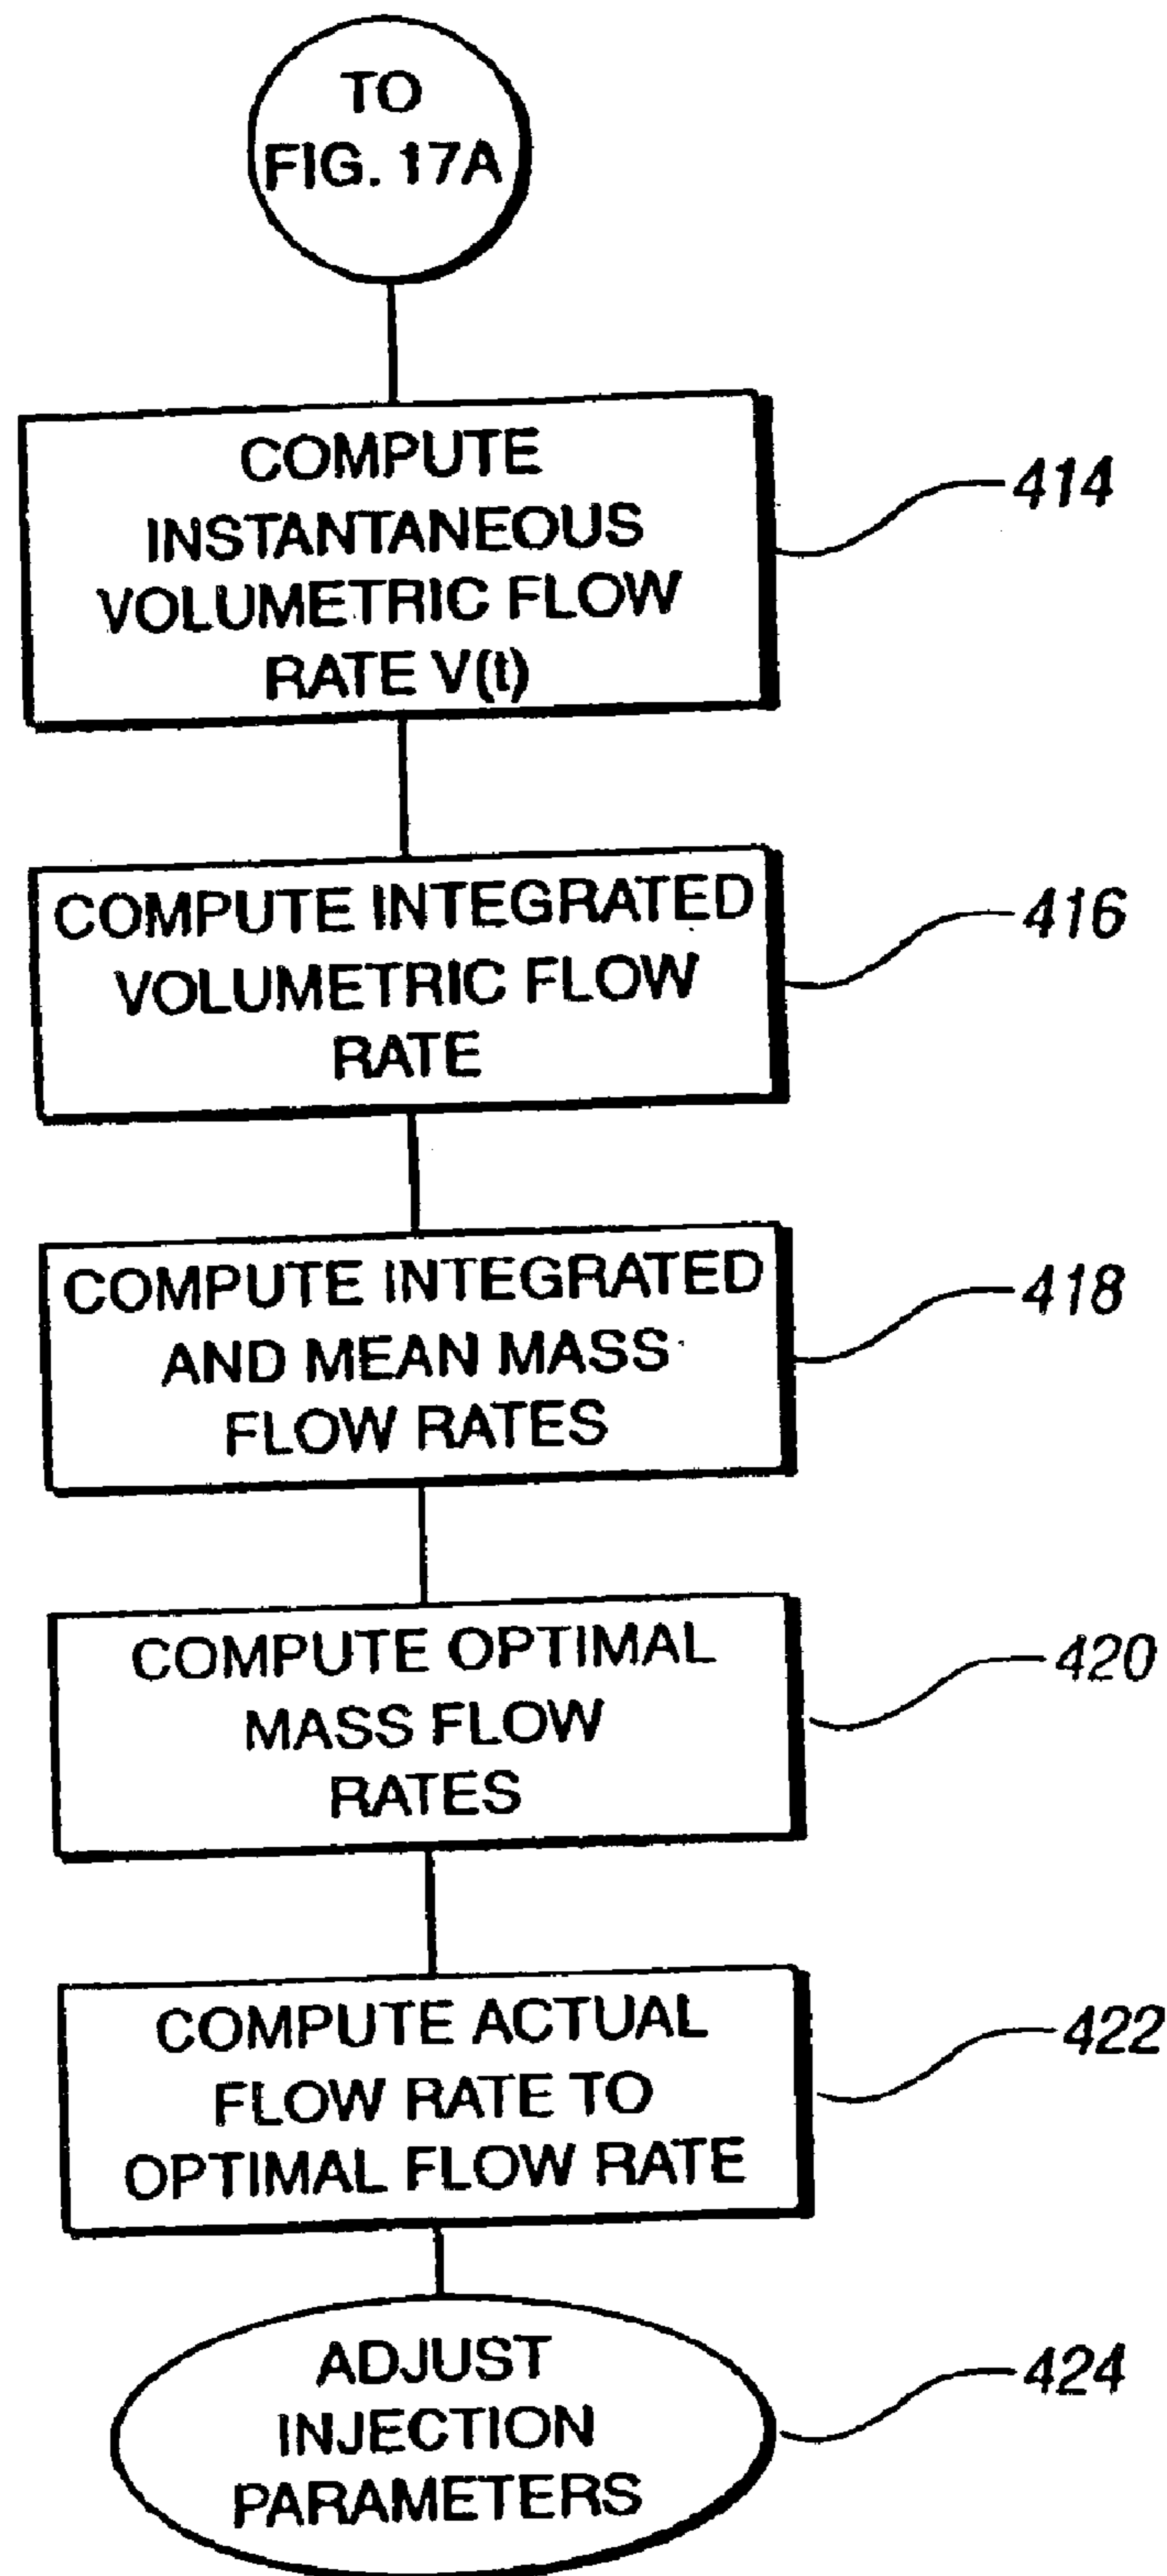 TO
FIG. 17A
COMPUTE
INSTANTANEOUS
VOLUMETRIC FLOW
RATE V(t)
414
COMPUTE INTEGRATED
VOLUMETRIC FLOW
RATE
416
COMPUTE INTEGRATED
AND MEAN MASS
FLOW RATES
418
COMPUTE OPTIMAL
MASS FLOW
RATES
420
COMPUTE ACTUAL
FLOW RATE TO
OPTIMAL FLOW RATE
422
ADJUST
INJECTION
PARAMETERS
424